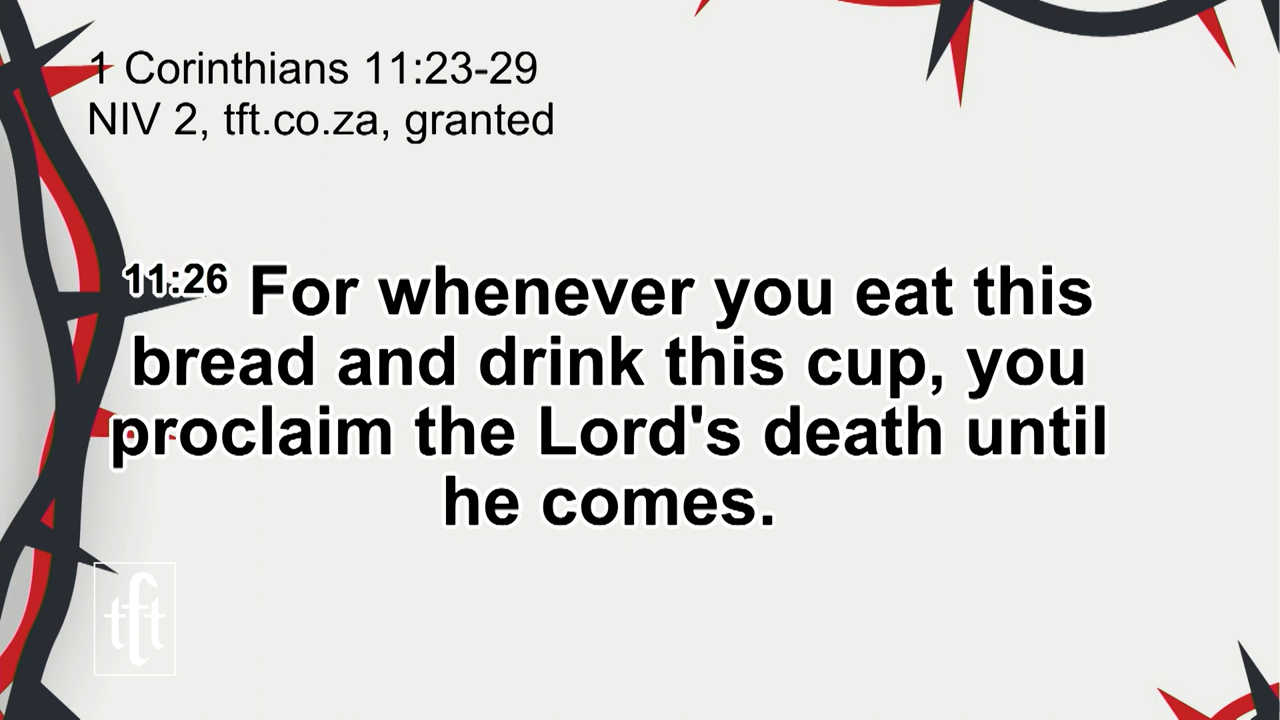 1 Corinthians 11:23-29
NIV 2, tft.co.za, granted
11:26 For whenever you eat this
bread and drink this cup, you
proclaim the Lord's death until
he comes.
tft